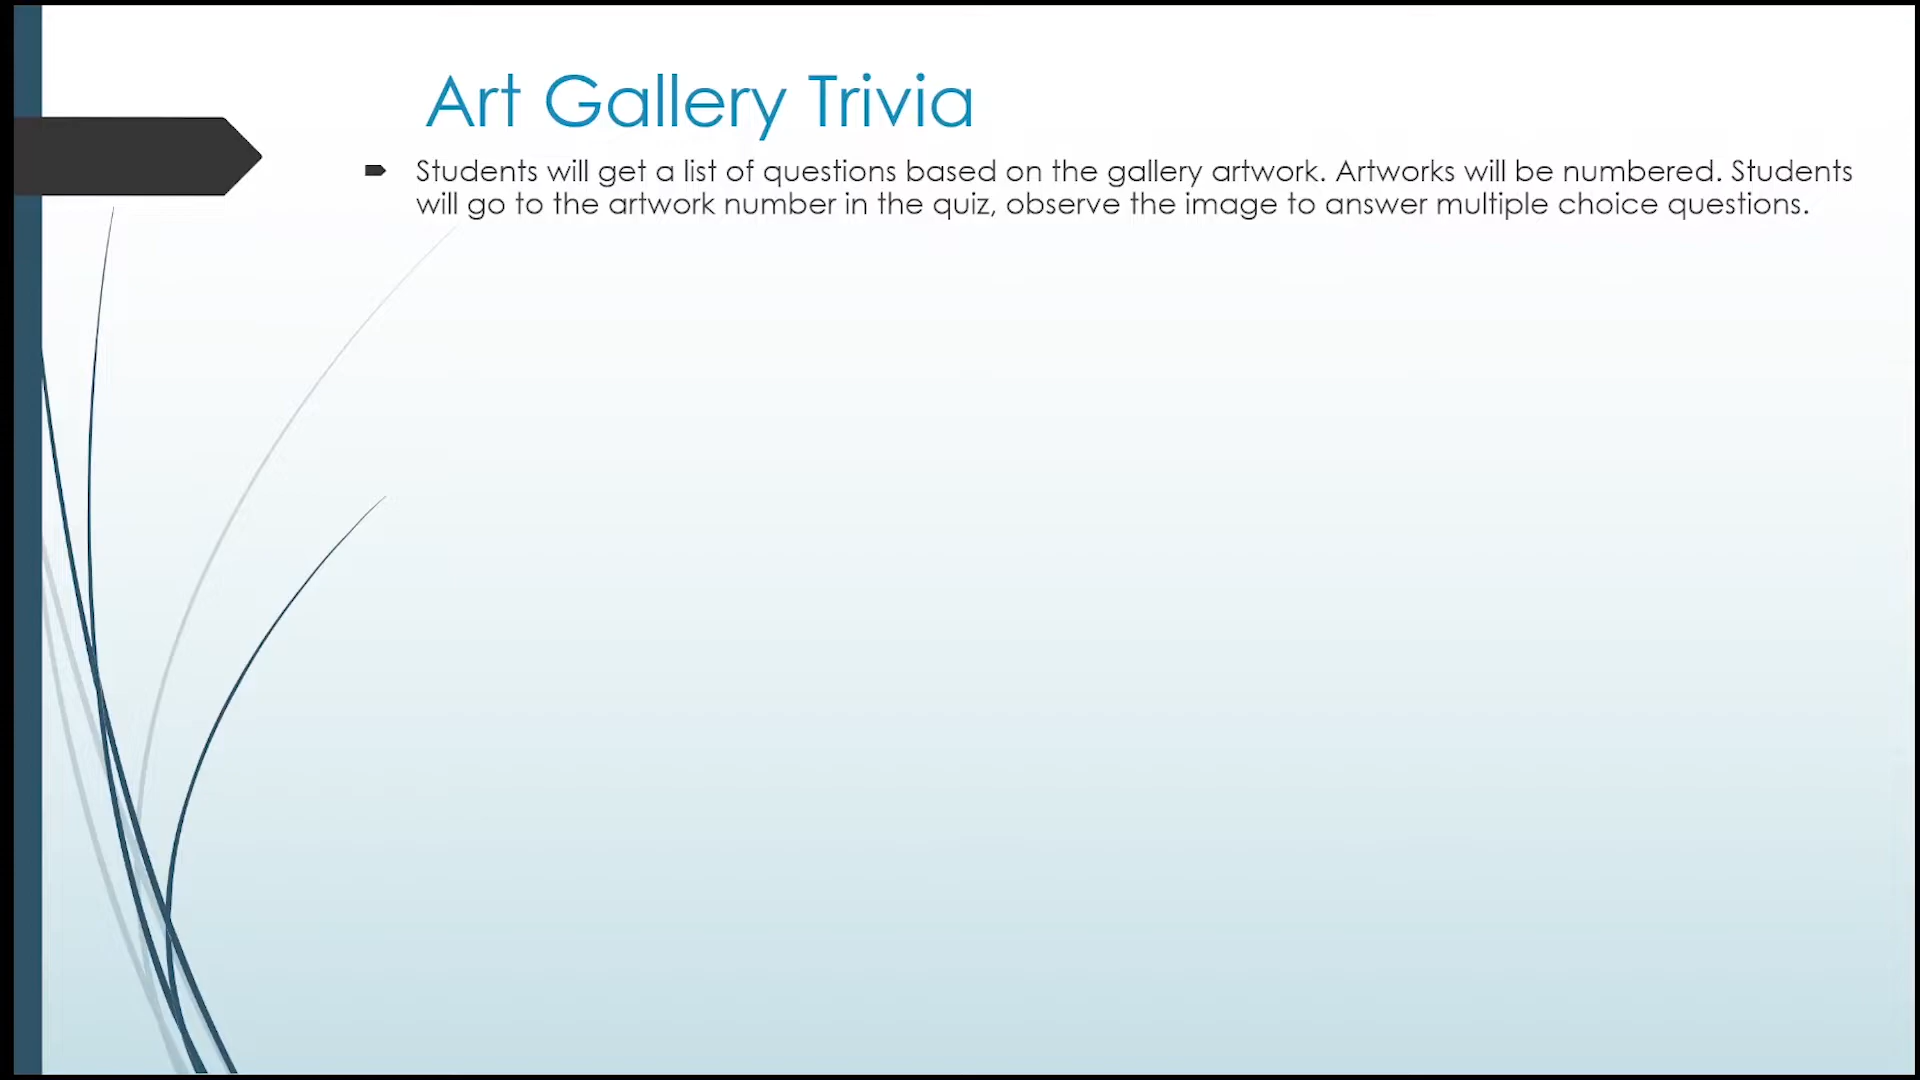 Art Gallery Trivia
Students will get a list of questions based on the gallery artwork. Artworks will be numbered. Students
will go to the artwork number in the quiz, observe the image to answer multiple choice questions.